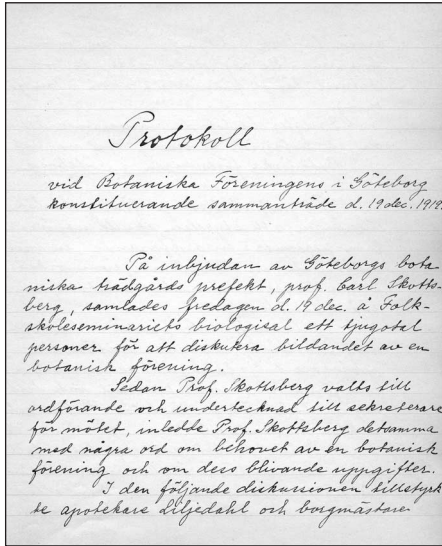 Protokoll
vid Botaniska Föreningens i Göteborg
konstituerande sammanträde d. 19 dec. 1919.
På inbjudan av Göteborgs bota-
niska trädgårds prefekt, prof. Carl Skotts-
berg, samlades fredagen d. 19 dec. å Folk-
skoleseminariets biologisal ett tjugotal
personer för att diskutera bildandet av en
botanisk förening.
Sedan Prof. Skottsberg valts till
ordförande och undertecknad till sekreterare
för mötet, inledde Prof. Skottsberg detsamma
med några ord om behovet av en botanisk
förening och om dess blivande uppgifter.
I den följande diskussionen tillstyrk-
te apotekare Liljedahl och borgmästare